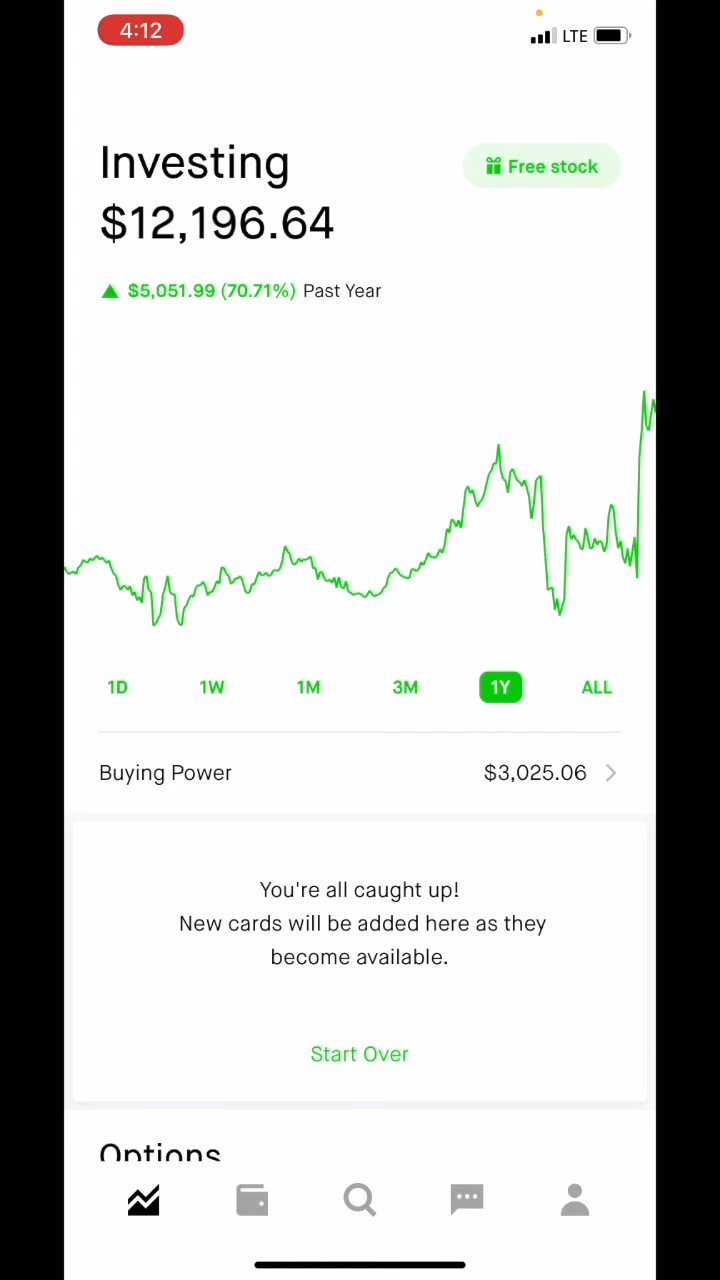 4:12
LTE
Investing
Free stock
$12,196.64
$5,051.99 (70.71%) Past Year
1D 1W 1M 3M 1Y ALL
Buying Power $3,025.06
You're all caught up!
New cards will be added here as they
become available.
Start Over
Options